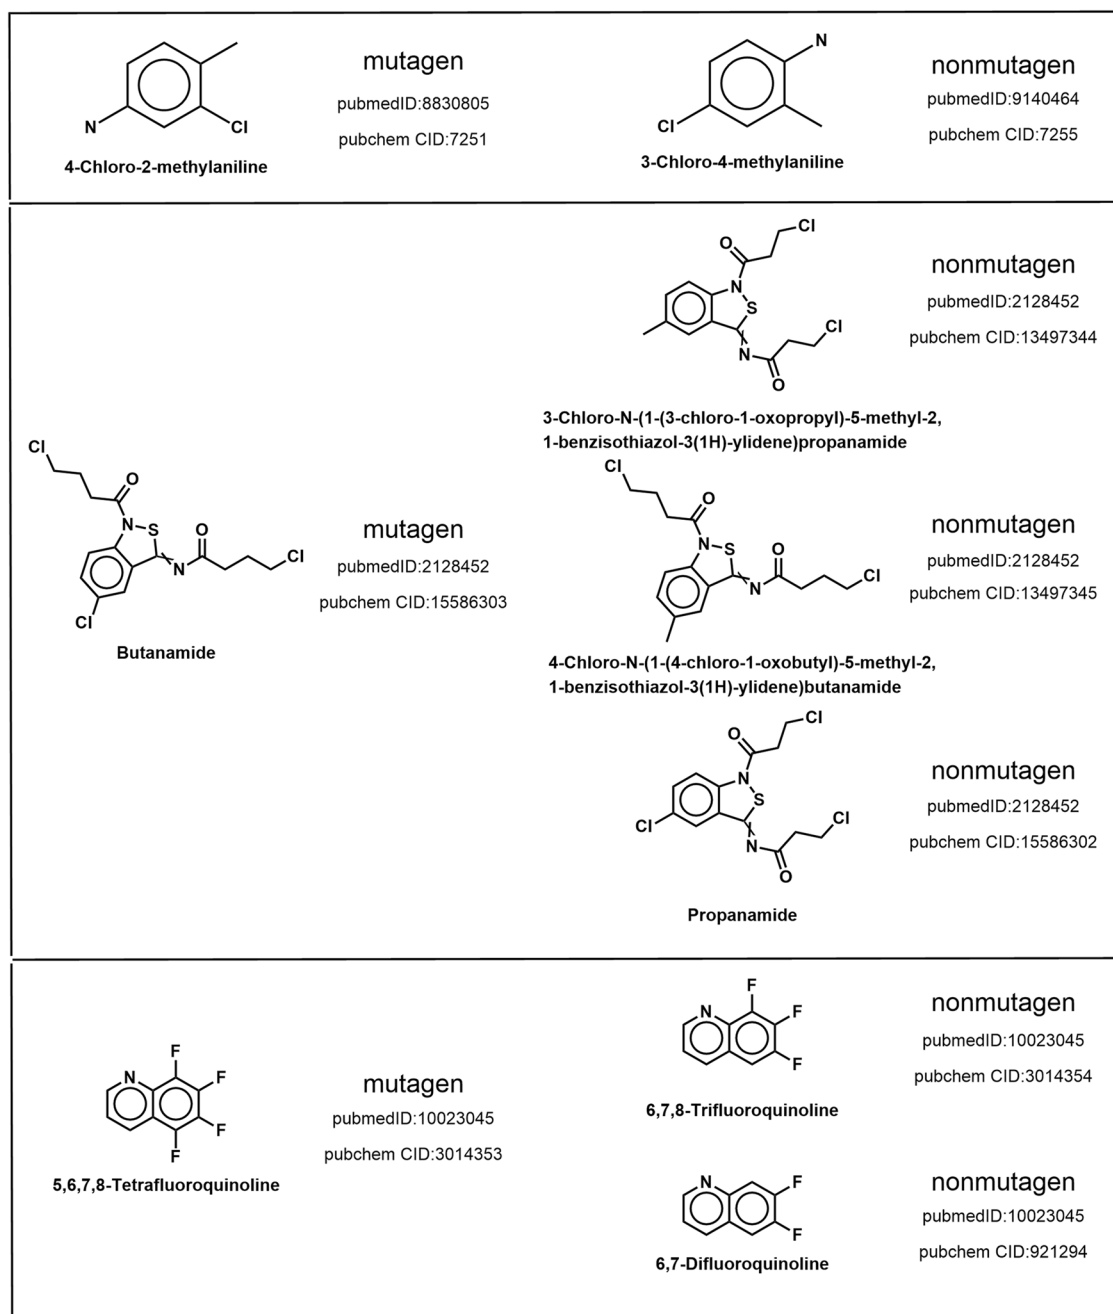 N
Cl
4-Chloro-2-methylaniline
mutagen
pubmedID:8830805
pubchem CID:7251
N
Cl
3-Chloro-4-methylaniline
nonmutagen
pubmedID:9140464
pubchem CID:7255
Cl
O
N
S
Cl
N
O
3-Chloro-N-(1-(3-chloro-1-oxopropyl)-5-methyl-2,
1-benzisothiazol-3(1H)-ylidene)propanamide
nonmutagen
pubmedID:2128452
pubchem CID:13497344
Cl
O
N S
O
N
Cl
Cl
Butanamide
mutagen
pubmedID:2128452
pubchem CID:15586303
Cl
O
N S
O
N
Cl
4-Chloro-N-(1-(4-chloro-1-oxobutyl)-5-methyl-2,
1-benzisothiazol-3(1H)-ylidene)butanamide
nonmutagen
pubmedID:2128452
pubchem CID:13497345
Cl
O
N
S
Cl
Cl
N
O
Propanamide
nonmutagen
pubmedID:2128452
pubchem CID:15586302
F
N
F
F
F
5,6,7,8-Tetrafluoroquinoline
mutagen
pubmedID:10023045
pubchem CID:3014353
F
N
F
F
6,7,8-Trifluoroquinoline
nonmutagen
pubmedID:10023045
pubchem CID:3014354
N
F
F
6,7-Difluoroquinoline
nonmutagen
pubmedID:10023045
pubchem CID:921294